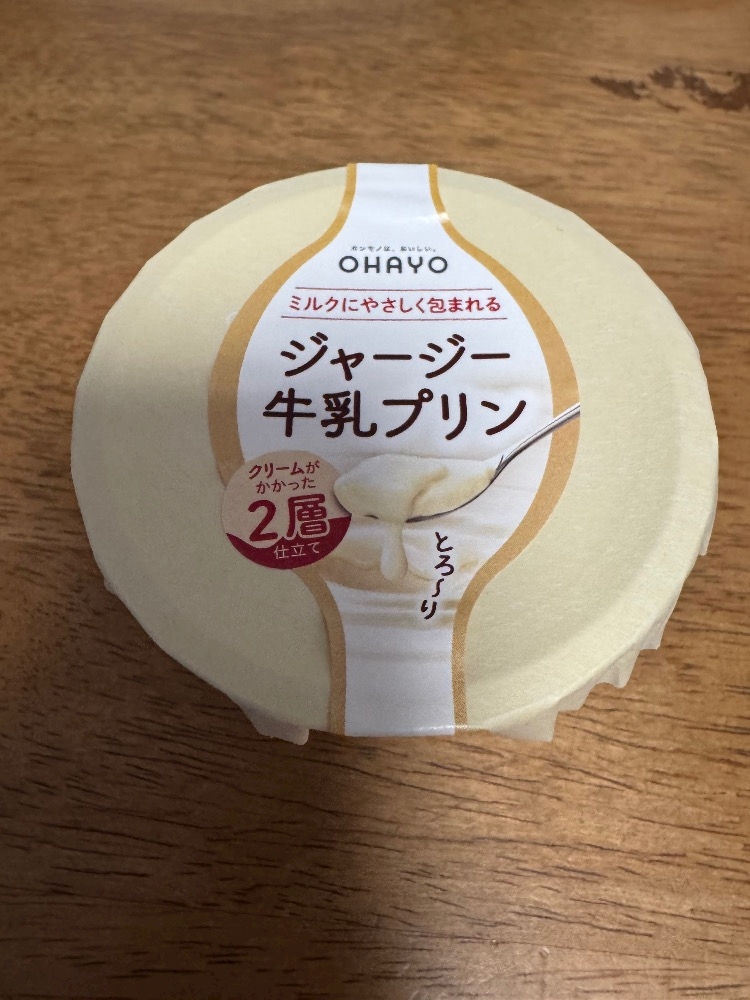 ホンモノは、おいしい。
OHAYO
ミルクにやさしく包まれる
ジャージー
牛乳プリン
クリームが
かかった
2層
仕立て
とろ〜り